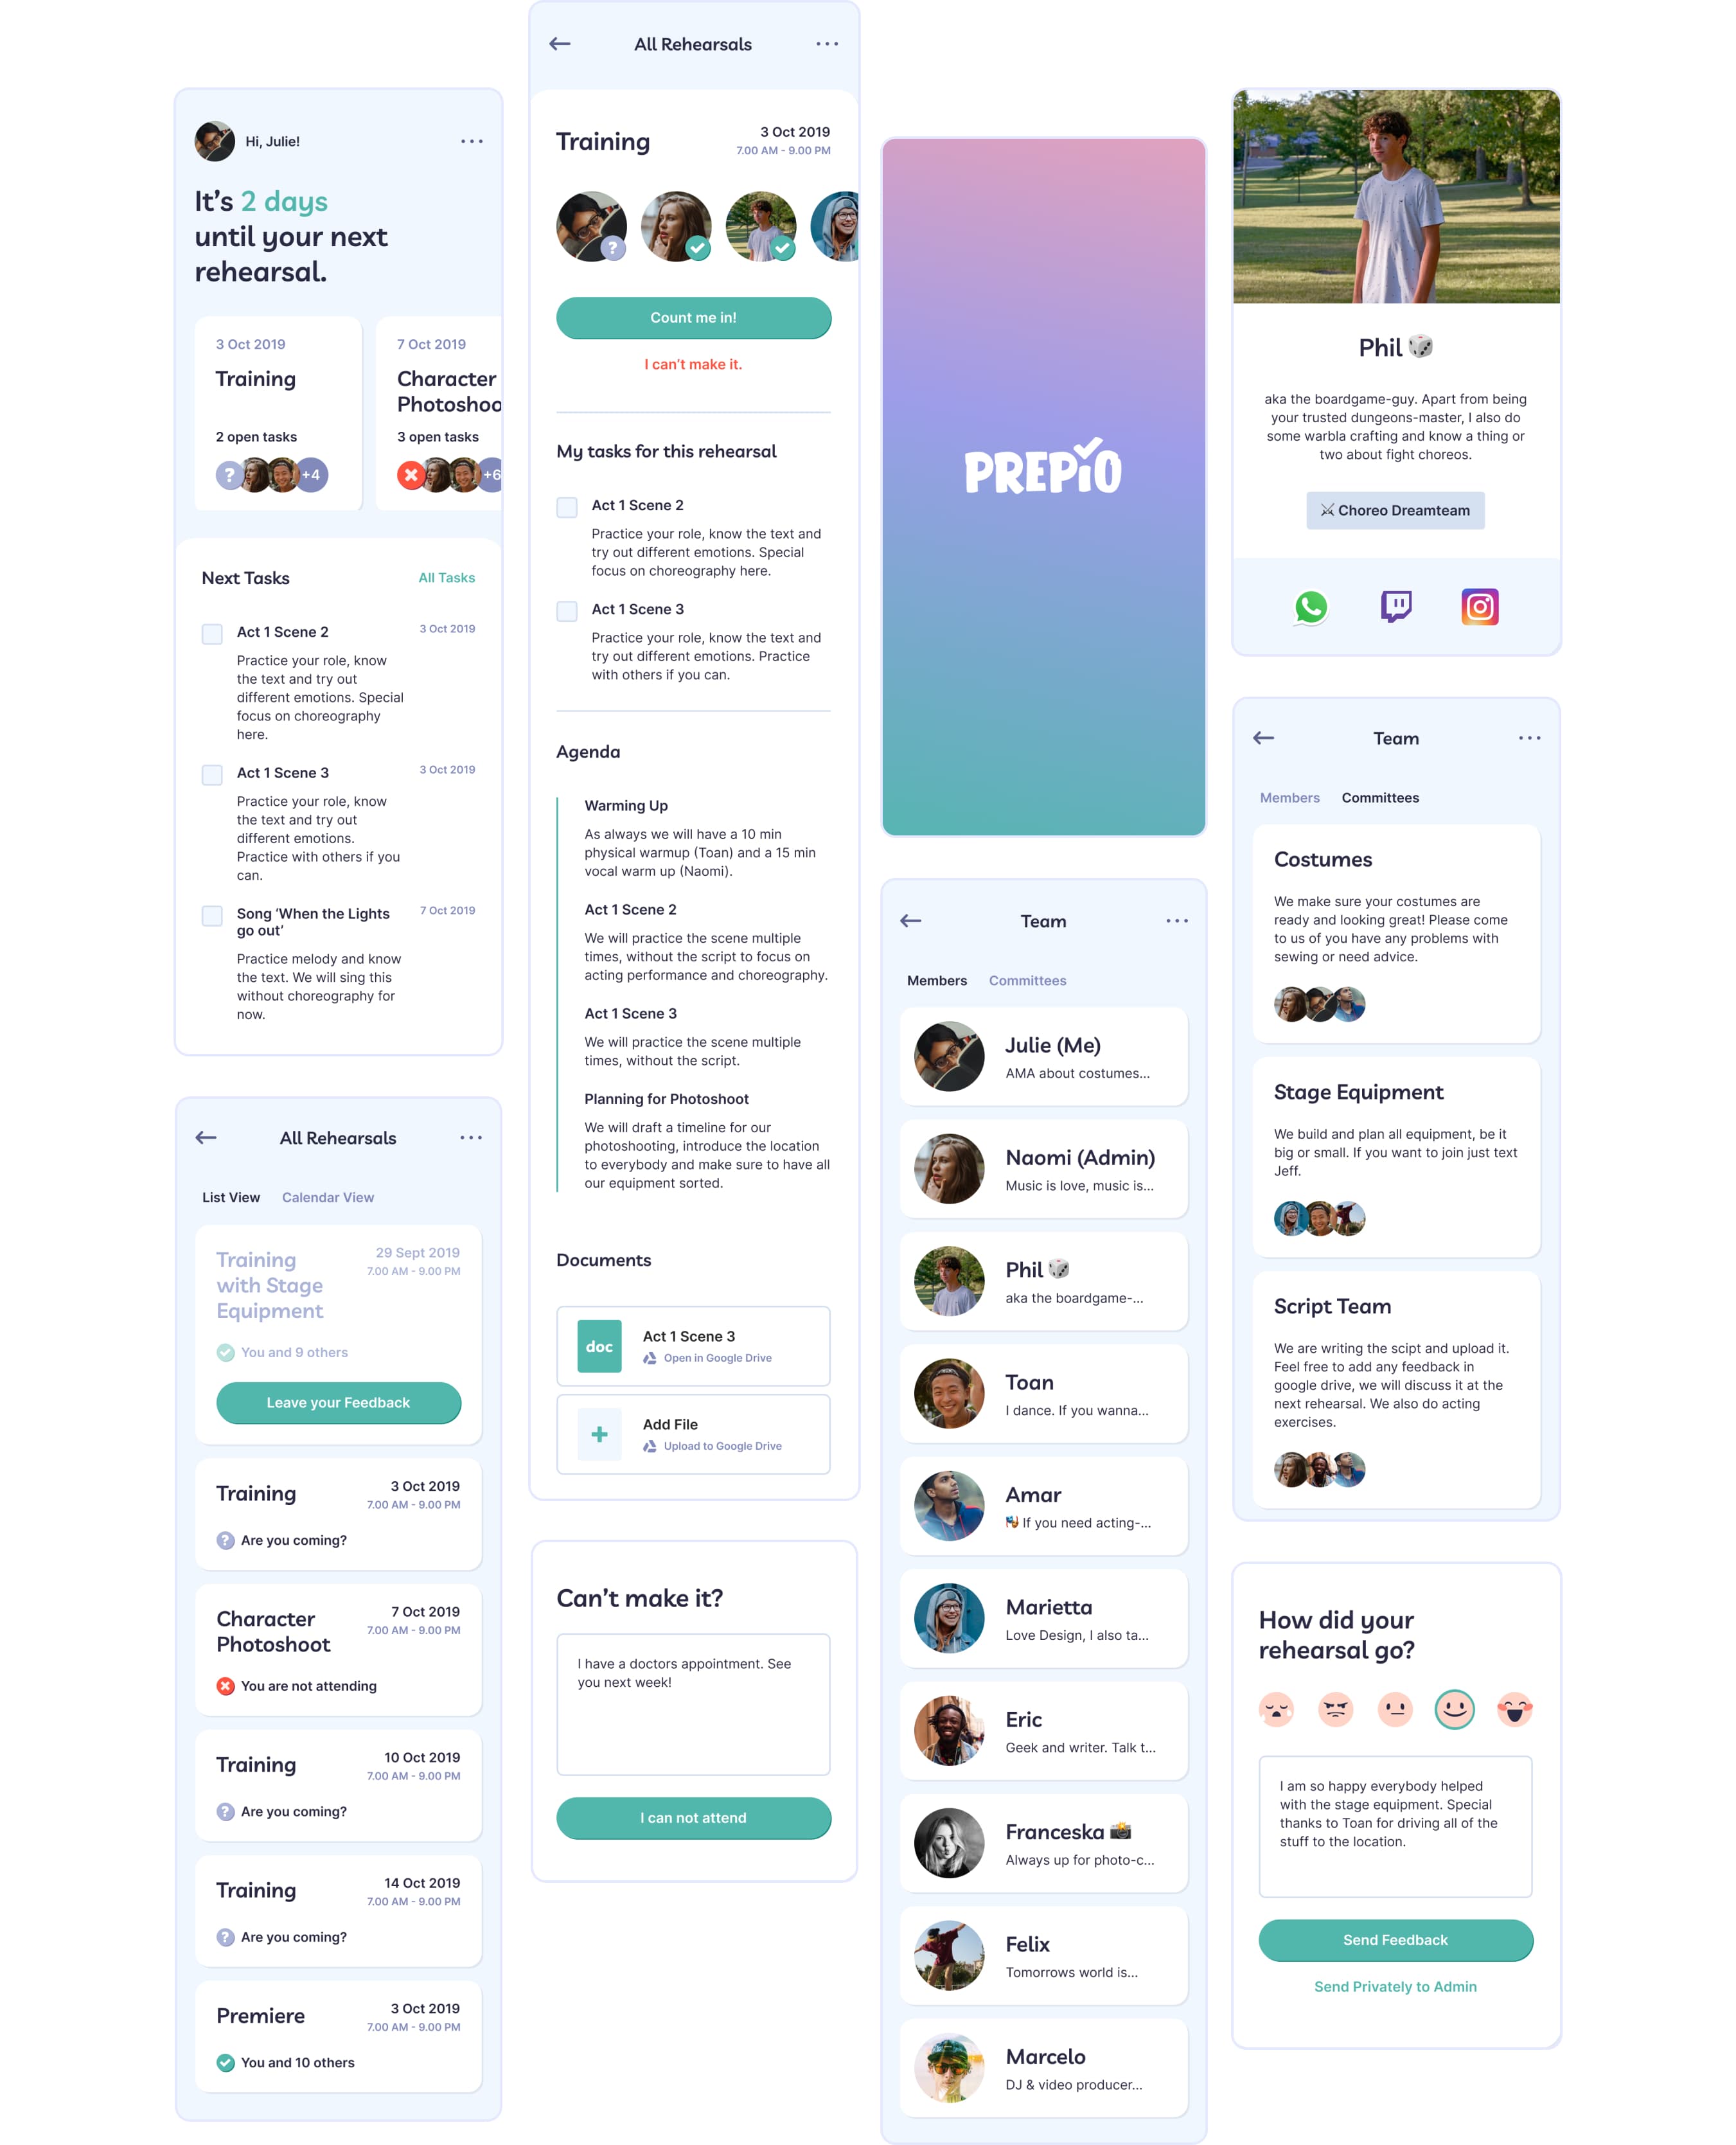 Hi, Julie!
It’s 2 days
until your next
rehearsal.
3 Oct 2019
Training
2 open tasks
?
+4
7 Oct 2019
Character
Photoshoo
3 open tasks
+6
Next Tasks
All Tasks
Act 1 Scene 2
3 Oct 2019
Practice your role, know
the text and try out
different emotions. Special
focus on choreography
here.
Act 1 Scene 3
3 Oct 2019
Practice your role, know
the text and try out
different emotions.
Practice with others if you
can.
Song ‘When the Lights
go out’
7 Oct 2019
Practice melody and know
the text. We will sing this
without choreography for
now.
All Rehearsals
List View
Calendar View
Training
with Stage
Equipment
29 Sept 2019
7.00 AM - 9.00 PM
You and 9 others
Leave your Feedback
Training
3 Oct 2019
7.00 AM - 9.00 PM
? Are you coming?
Character
Photoshoot
7 Oct 2019
7.00 AM - 9.00 PM
You are not attending
Training
10 Oct 2019
7.00 AM - 9.00 PM
? Are you coming?
Training
14 Oct 2019
7.00 AM - 9.00 PM
? Are you coming?
Premiere
3 Oct 2019
7.00 AM - 9.00 PM
You and 10 others
All Rehearsals
Training
3 Oct 2019
7.00 AM - 9.00 PM
?
Count me in!
I can’t make it.
My tasks for this rehearsal
Act 1 Scene 2
Practice your role, know the text and
try out different emotions. Special
focus on choreography here.
Act 1 Scene 3
Practice your role, know the text and
try out different emotions. Practice
with others if you can.
Agenda
Warming Up
As always we will have a 10 min
physical warmup (Toan) and a 15 min
vocal warm up (Naomi).
Act 1 Scene 2
We will practice the scene multiple
times, without the script to focus on
acting performance and choreography.
Act 1 Scene 3
We will practice the scene multiple
times, without the script.
Planning for Photoshoot
We will draft a timeline for our
photoshooting, introduce the location
to everybody and make sure to have all
our equipment sorted.
Documents
doc
Act 1 Scene 3
Open in Google Drive
Add File
Upload to Google Drive
Can’t make it?
I have a doctors appointment. See
you next week!
I can not attend
PREPiO
Team
Members
Committees
Julie (Me)
AMA about costumes...
Naomi (Admin)
Music is love, music is...
Phil
aka the boardgame-...
Toan
I dance. If you wanna...
Amar
If you need acting-...
Marietta
Love Design, I also ta...
Eric
Geek and writer. Talk t...
Franceska
Always up for photo-c...
Felix
Tomorrows world is...
Marcelo
DJ & video producer...
Phil
aka the boardgame-guy. Apart from being
your trusted dungeons-master, I also do
some warbla crafting and know a thing or
two about fight choreos.
Choreo Dreamteam
Team
Members
Committees
Costumes
We make sure your costumes are
ready and looking great! Please come
to us of you have any problems with
sewing or need advice.
Stage Equipment
We build and plan all equipment, be it
big or small. If you want to join just text
Jeff.
Script Team
We are writing the scipt and upload it.
Feel free to add any feedback in
google drive, we will discuss it at the
next rehearsal. We also do acting
exercises.
How did your
rehearsal go?
I am so happy everybody helped
with the stage equipment. Special
thanks to Toan for driving all of the
stuff to the location.
Send Feedback
Send Privately to Admin